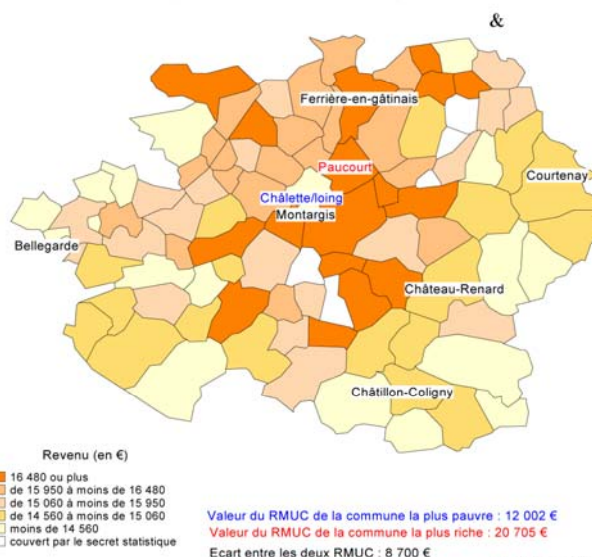 &
Ferrière-en-gâtinais
Paucourt
Courtenay
Châlette/loing
Montargis
Bellegarde
Château-Renard
Châtillon-Coligny
Revenu (en €)
16 480 ou plus
de 15 950 à moins de 16 480
de 15 060 à moins de 15 950
de 14 560 à moins de 15 060
moins de 14 560
couvert par le secret statistique
Valeur du RMUC de la commune la plus pauvre : 12 002 €
Valeur du RMUC de la commune la plus riche : 20 705 €
Ecart entre les deux RMUC : 8 700 €